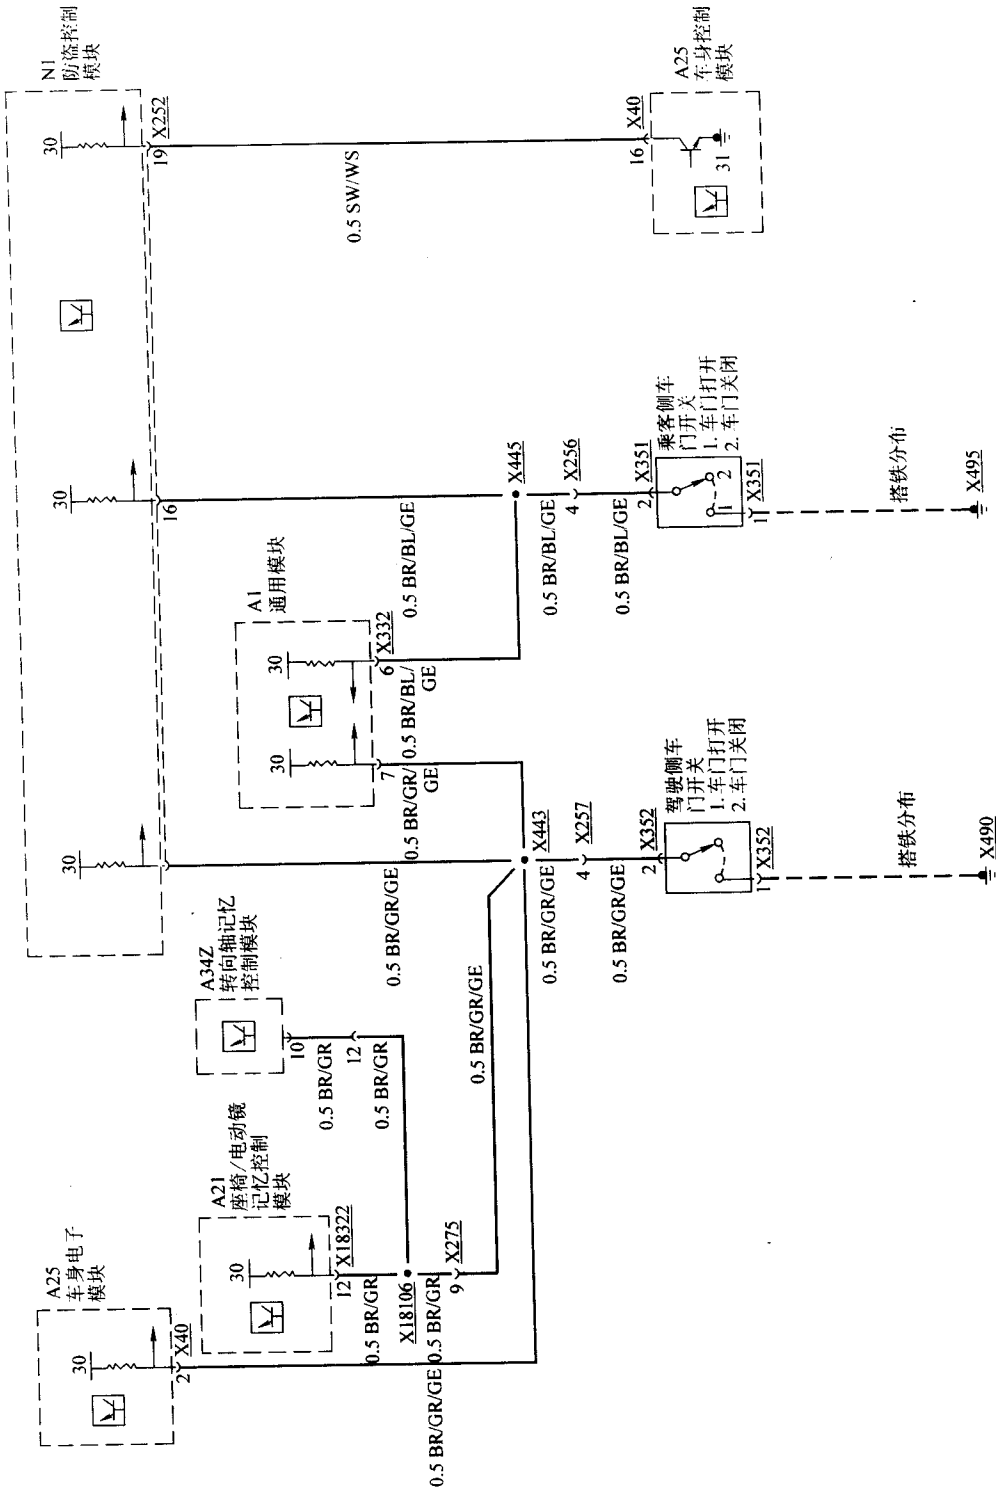 N1
防盗控制
模块
30
30
30
X252
19
16
0.5 SW/WS
X40
16
31
A25
车身控制
模块
A1
通用模块
30
30
X332
6
7
0.5 BR/BL/GE
0.5 BR/BL/
GE
0.5 BR/GR/
GE
0.5 BR/GR/GE
X445
X256
4
0.5 BR/BL/GE
0.5 BR/BL/GE
X351
2
乘客侧车
门开关
1. 车门打开
2. 车门关闭
2
1
X351
1
搭铁分布
X495
X443
X257
4
0.5 BR/GR/GE
0.5 BR/GR/GE
X352
2
驾驶侧车
门开关
1. 车门打开
2. 车门关闭
X352
1
搭铁分布
X490
A34Z
转向轴记忆
控制模块
10
0.5 BR/GR
12
0.5 BR/GR
0.5 BR/GR/GE
A21
座椅/电动镜
记忆控制
模块
30
X18322
12
0.5 BR/GR
X18106
0.5 BR/GR
X275
9
A25
车身电子
模块
30
X40
2
0.5 BR/GR/GE